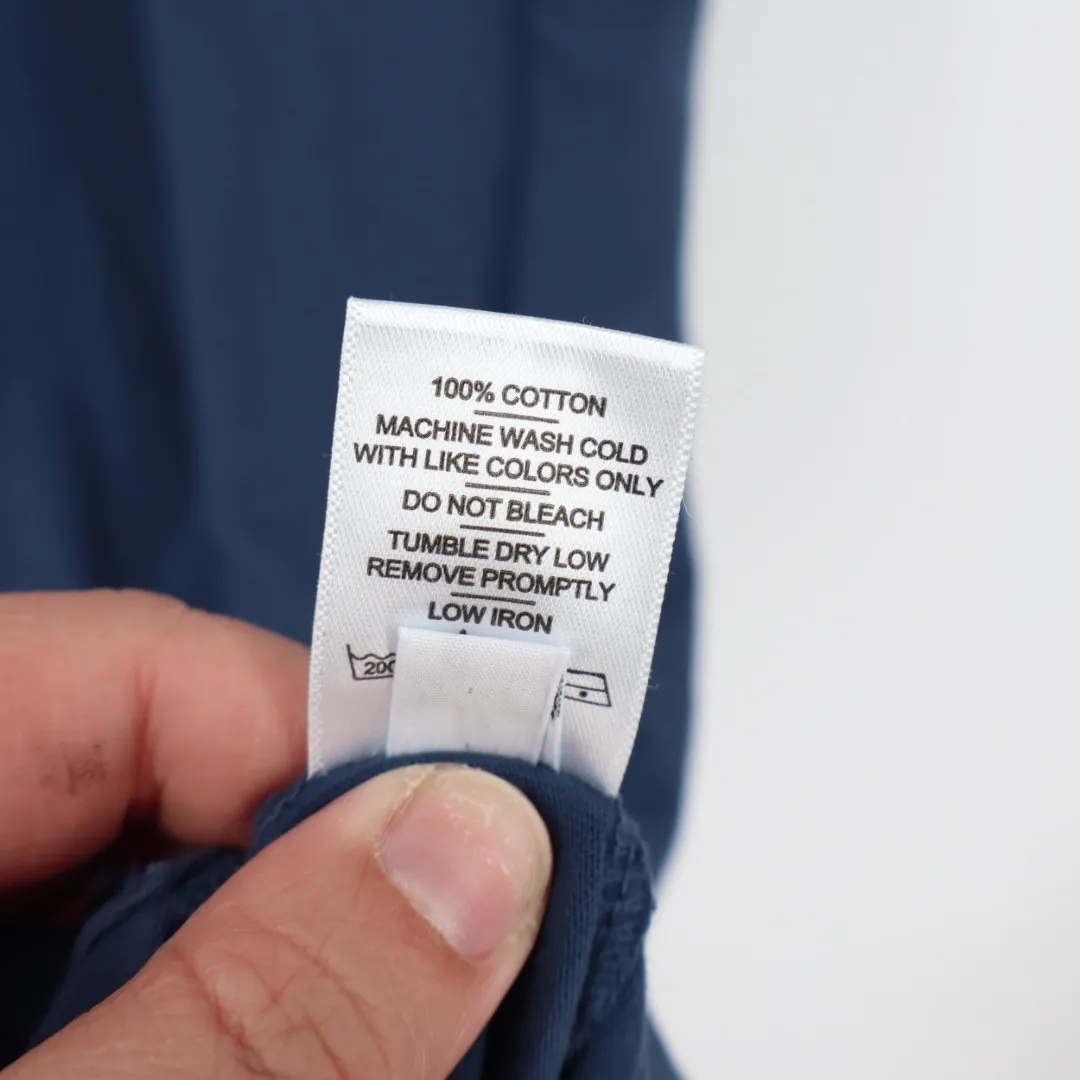 100% COTTON
MACHINE WASH COLD
WITH LIKE COLORS ONLY
DO NOT BLEACH
TUMBLE DRY LOW
REMOVE PROMPTLY
LOW IRON